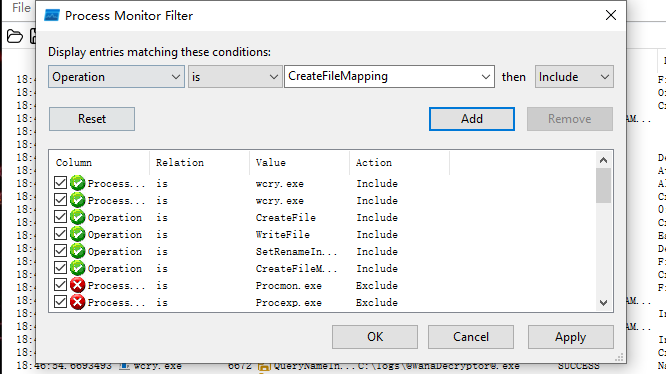 File
Process Monitor Filter
Display entries matching these conditions:
Operation is CreateFileMapping then Include
Reset Add Remove
Column Relation Value Action
Process... is wcry.exe Include
Process... is wcry.exe Include
Operation is CreateFile Include
Operation is WriteFile Include
Operation is SetRenameIn... Include
Operation is CreateFileM... Include
Process... is Procmon.exe Exclude
Process... is Procexp.exe Exclude
OK Cancel Apply
18:46:54.6693493 wcry.exe 6672 QueryNameIn... C:\logs\@WanaDecryptor@.exe SUCCESS